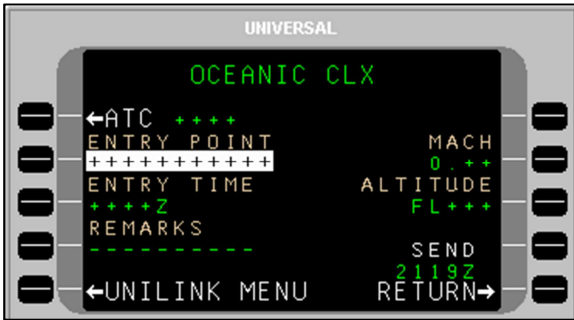 UNIVERSAL
OCEANIC CLX
←ATC ++++
ENTRY POINT MACH
+++++++++++ 0.++
ENTRY TIME ALTITUDE
++++Z FL+++
REMARKS
---------- SEND
2119Z
←UNILINK MENU RETURN→